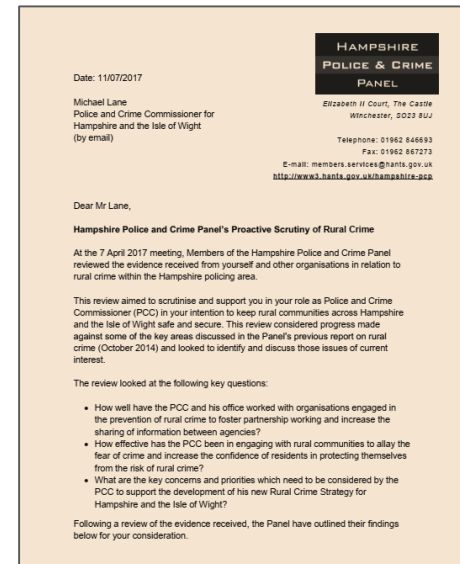 HAMPSHIRE
POLICE & CRIME
PANEL
Date: 11/07/2017
Michael Lane
Police and Crime Commissioner for
Hampshire and the Isle of Wight
(by email)
Elizabeth II Court, The Castle
Winchester, SO23 8UJ
Telephone: 01962 846693
Fax: 01962 867273
E-mail: members.services@hants.gov.uk
http://www3.hants.gov.uk/hampshire-pcp
Dear Mr Lane,
Hampshire Police and Crime Panel's Proactive Scrutiny of Rural Crime
At the 7 April 2017 meeting, Members of the Hampshire Police and Crime Panel
reviewed the evidence received from yourself and other organisations in relation to
rural crime within the Hampshire policing area.
This review aimed to scrutinise and support you in your role as Police and Crime
Commissioner (PCC) in your intention to keep rural communities across Hampshire
and the Isle of Wight safe and secure. This review considered progress made
against some of the key areas discussed in the Panel's previous report on rural
crime (October 2014) and looked to identify and discuss those issues of current
interest.
The review looked at the following key questions:
• How well have the PCC and his office worked with organisations engaged in
the prevention of rural crime to foster partnership working and increase the
sharing of information between agencies?
• How effective has the PCC been in engaging with rural communities to allay the
fear of crime and increase the confidence of residents in protecting themselves
from the risk of rural crime?
• What are the key concerns and priorities which need to be considered by the
PCC to support the development of his new Rural Crime Strategy for
Hampshire and the Isle of Wight?
Following a review of the evidence received, the Panel have outlined their findings
below for your consideration.